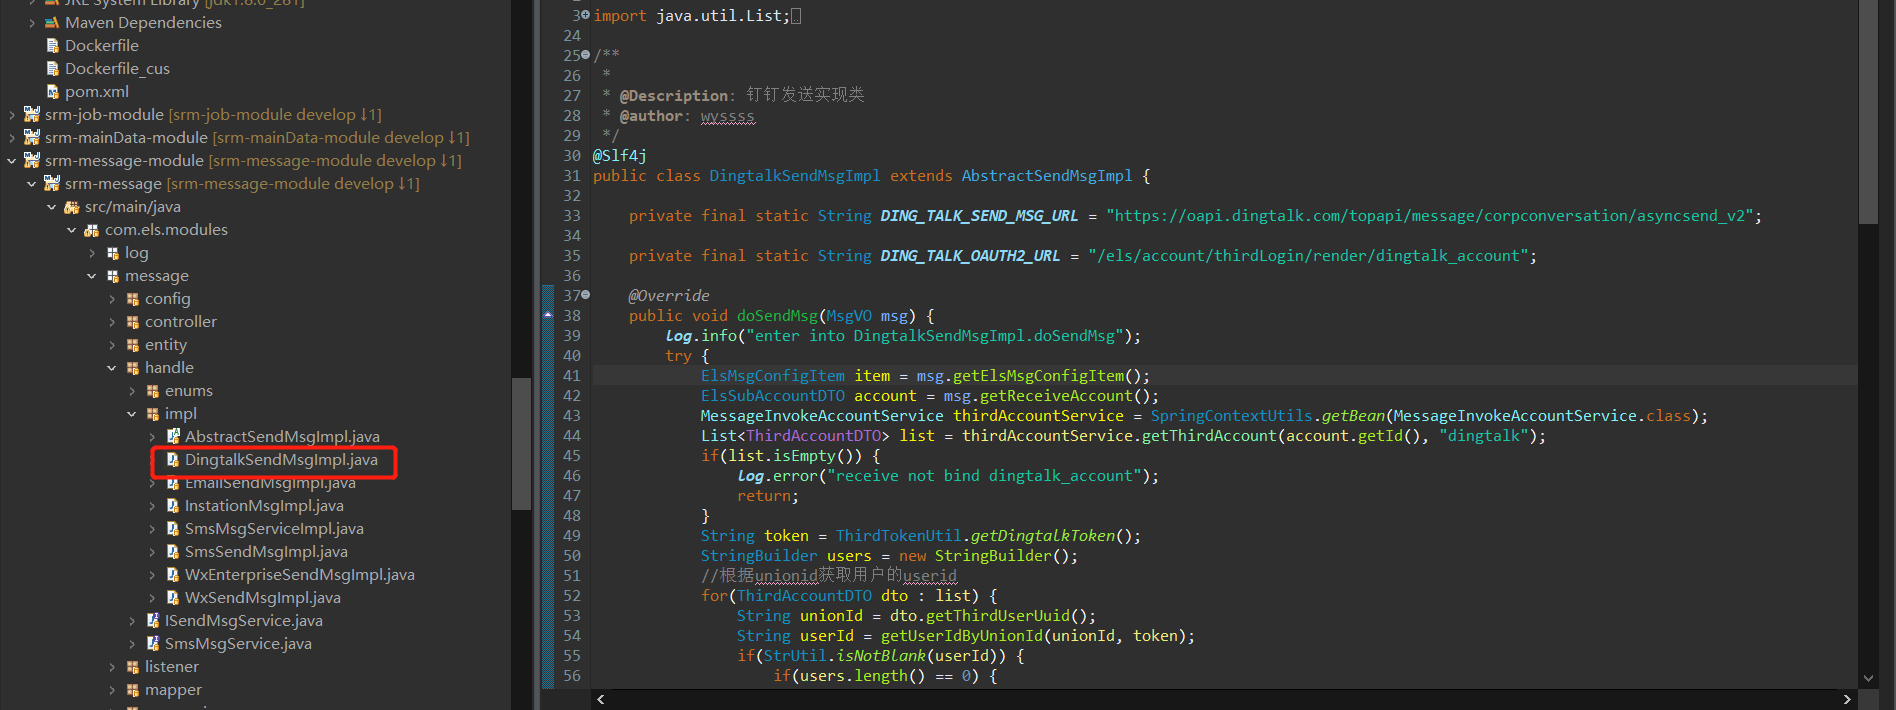 JRE System Library [jdk1.8.0_281]
Maven Dependencies
Dockerfile
Dockerfile_cus
pom.xml
srm-job-module [srm-job-module develop ↓1]
srm-mainData-module [srm-mainData-module develop ↓1]
srm-message-module [srm-message-module develop ↓1]
srm-message [srm-message-module develop ↓1]
src/main/java
com.els.modules
log
message
config
controller
entity
handle
enums
impl
AbstractSendMsgImpl.java
DingtalkSendMsgImpl.java
EmailSendMsgImpl.java
InstationMsgImpl.java
SmsMsgServiceImpl.java
SmsSendMsgImpl.java
WxEnterpriseSendMsgImpl.java
WxSendMsgImpl.java
ISendMsgService.java
SmsMsgService.java
listener
mapper
3 import java.util.List;
24
25 /**
26 *
27 * @Description: 钉钉发送实现类
28 * @author: wyssss
29 */
30 @Slf4j
31 public class DingtalkSendMsgImpl extends AbstractSendMsgImpl {
32
33 private final static String DING_TALK_SEND_MSG_URL = "https://oapi.dingtalk.com/topapi/message/corpconversation/asyncsend_v2";
34
35 private final static String DING_TALK_OAUTH2_URL = "/els/account/thirdLogin/render/dingtalk_account";
36
37 @Override
38 public void doSendMsg(MsgVO msg) {
39 log.info("enter into DingtalkSendMsgImpl.doSendMsg");
40 try {
41 ElsMsgConfigItem item = msg.getElsMsgConfigItem();
42 ElsSubAccountDTO account = msg.getReceiveAccount();
43 MessageInvokeAccountService thirdAccountService = SpringContextUtils.getBean(MessageInvokeAccountService.class);
44 List<ThirdAccountDTO> list = thirdAccountService.getThirdAccount(account.getId(), "dingtalk");
45 if(list.isEmpty()) {
46 log.error("receive not bind dingtalk_account");
47 return;
48 }
49 String token = ThirdTokenUtil.getDingtalkToken();
50 StringBuilder users = new StringBuilder();
51 //根据unionid获取用户的userid
52 for(ThirdAccountDTO dto : list) {
53 String unionId = dto.getThirdUserUuid();
54 String userId = getUserIdByUnionId(unionId, token);
55 if(StrUtil.isNotBlank(userId)) {
56 if(users.length() == 0) {